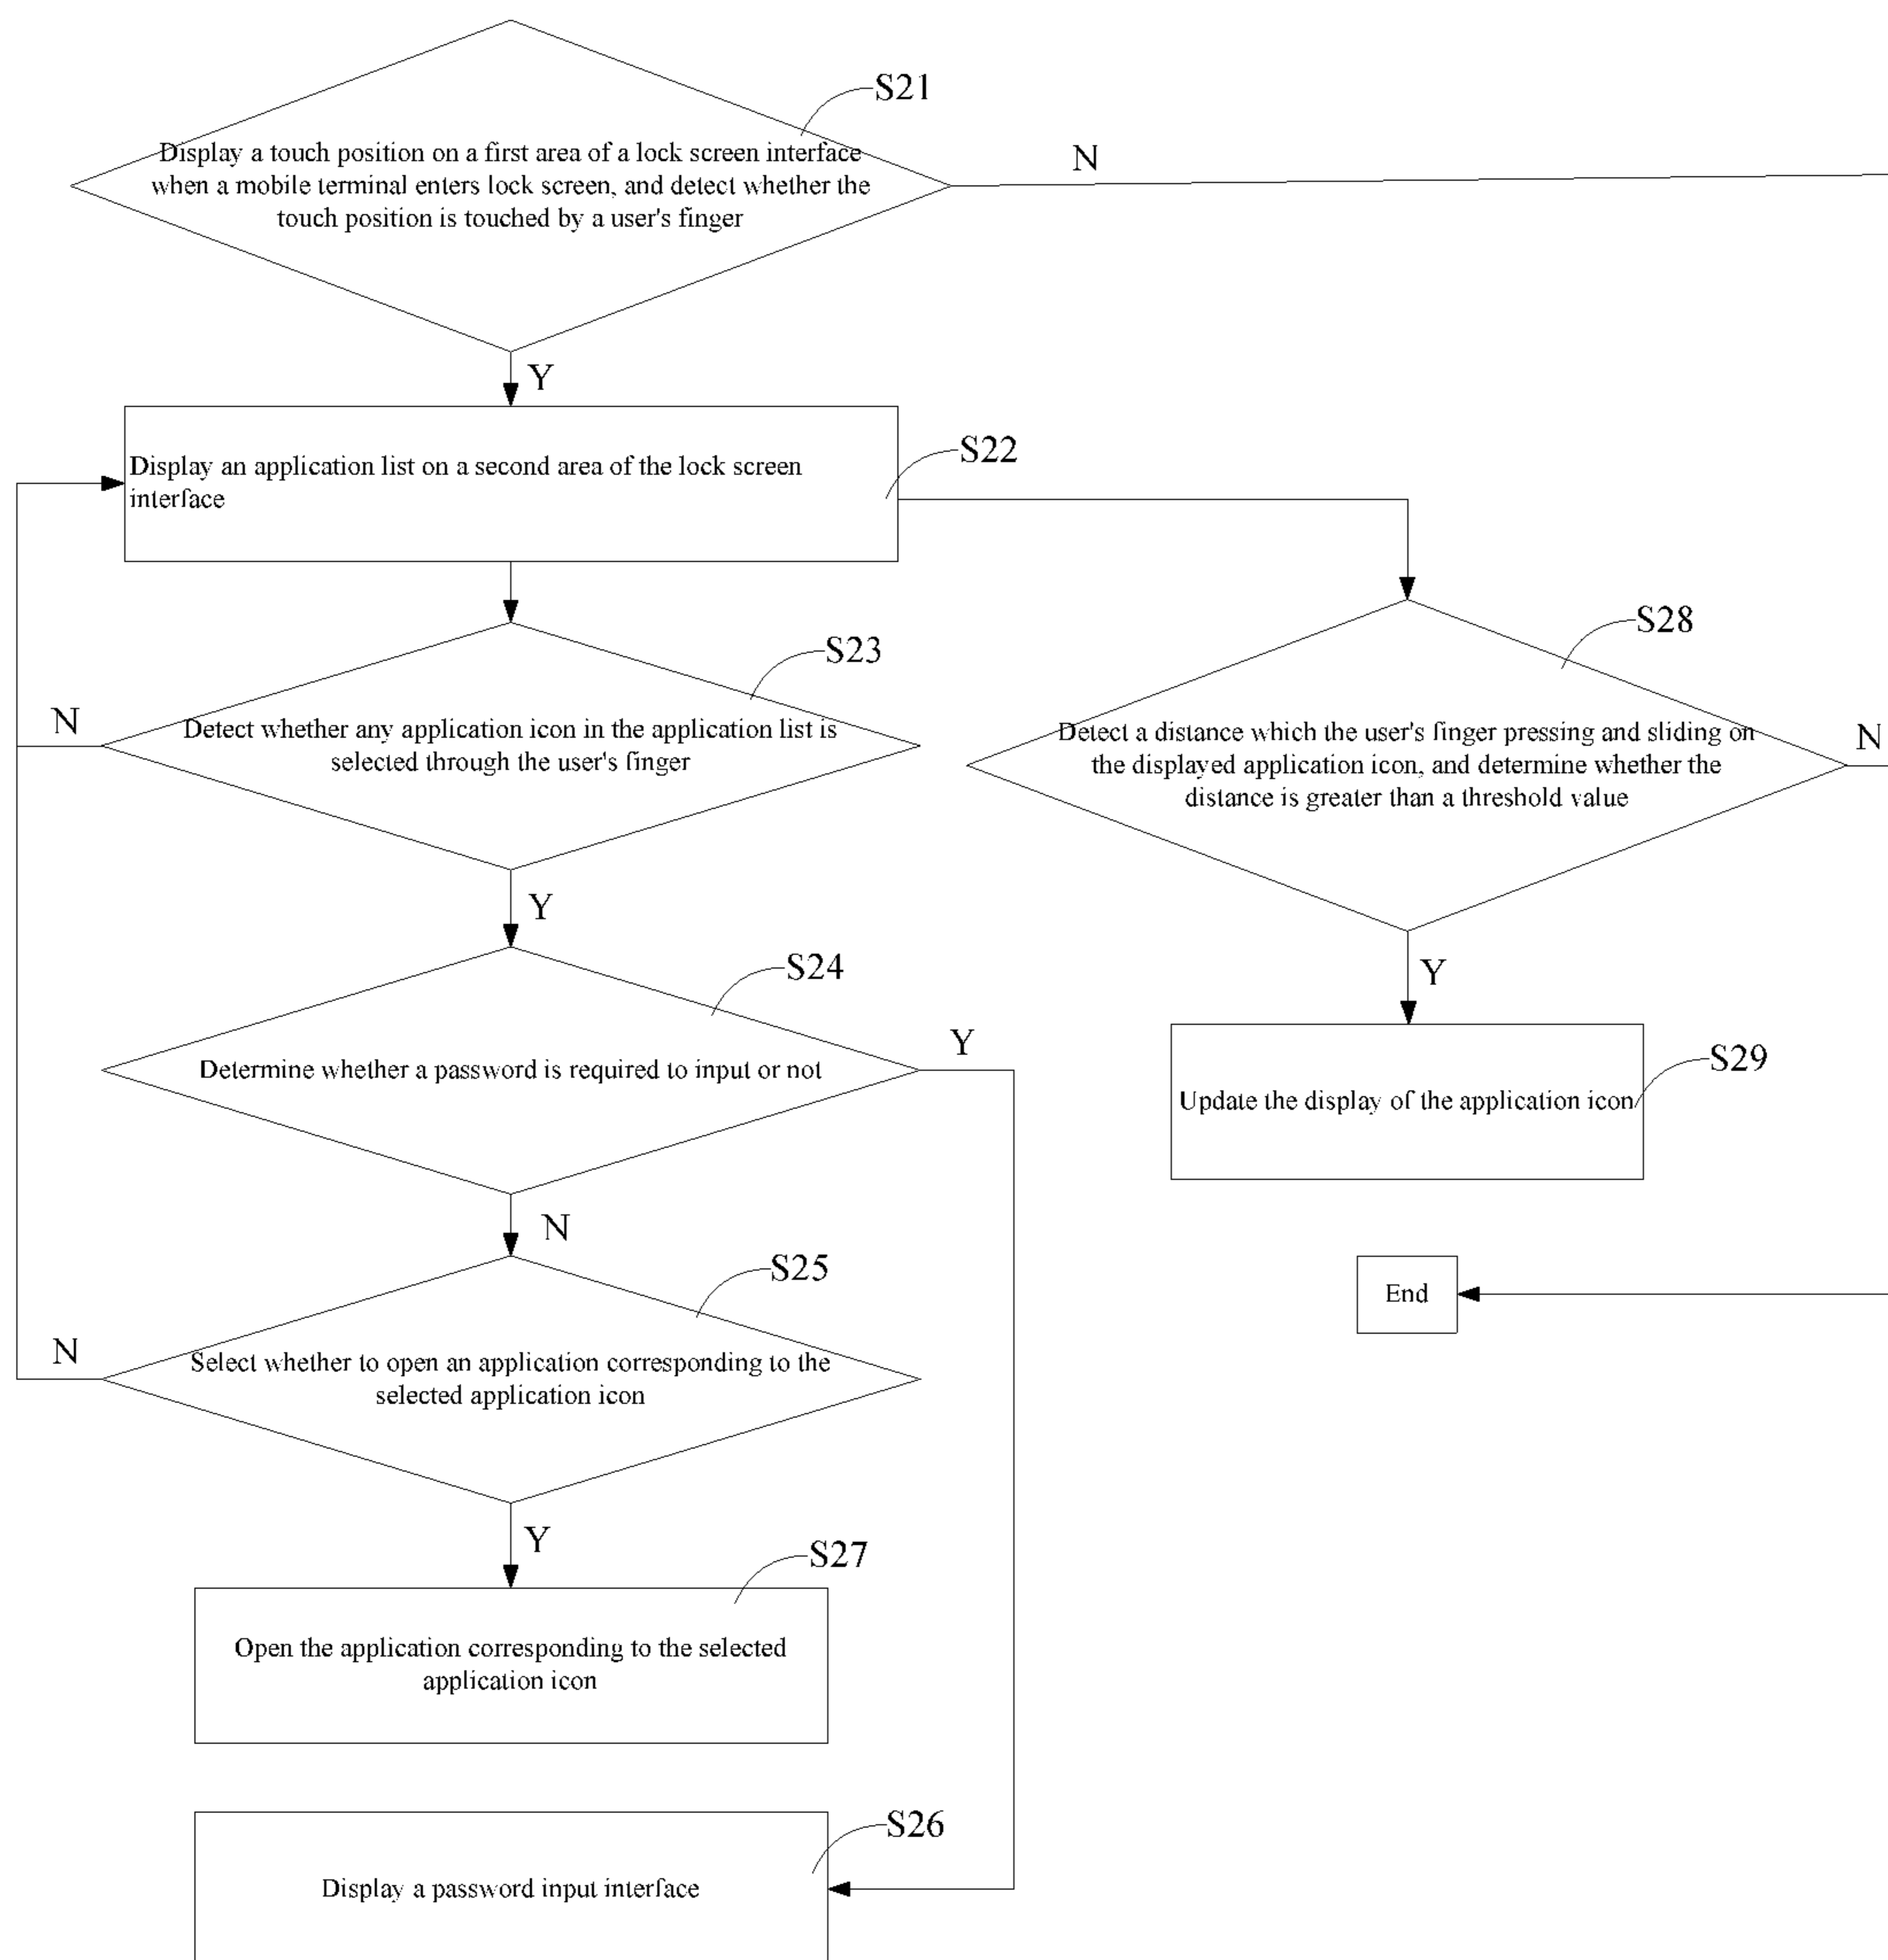 S21
Display a touch position on a first area of a lock screen interface
when a mobile terminal enters lock screen, and detect whether the
touch position is touched by a user's finger
N
Y
S22
Display an application list on a second area of the lock screen
interface
S23
Detect whether any application icon in the application list is
selected through the user's finger
N
Y
S28
Detect a distance which the user's finger pressing and sliding on
the displayed application icon, and determine whether the
distance is greater than a threshold value
N
Y
S24
Determine whether a password is required to input or not
Y
N
S29
Update the display of the application icon
End
S25
Select whether to open an application corresponding to the
selected application icon
N
Y
S27
Open the application corresponding to the selected
application icon
S26
Display a password input interface